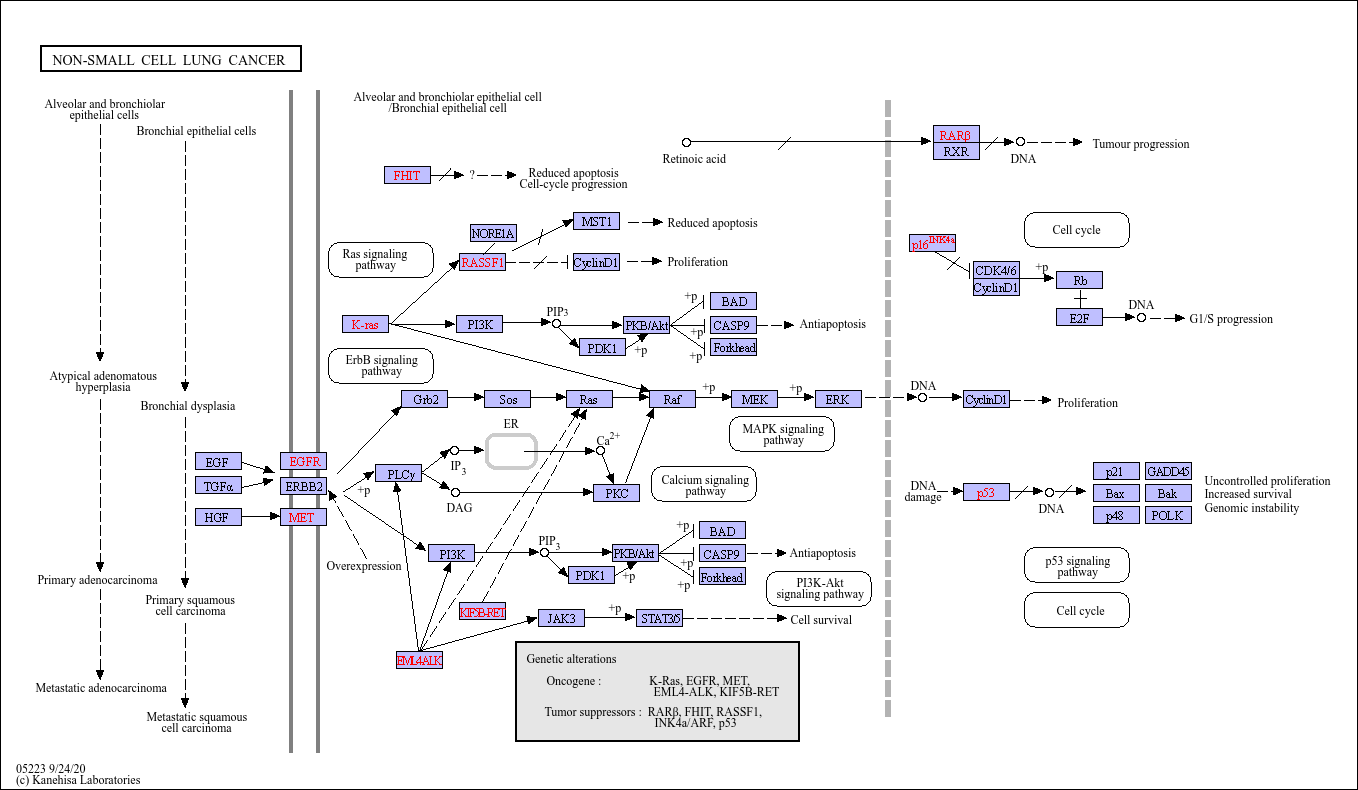 NON-SMALL CELL LUNG CANCER
Alveolar and bronchiolar
epithelial cells
Bronchial epithelial cells
Atypical adenomatous
hyperplasia
Bronchial dysplasia
Primary adenocarcinoma
Primary squamous
cell carcinoma
Metastatic adenocarcinoma
Metastatic squamous
cell carcinoma
Alveolar and bronchiolar epithelial cell
/Bronchial epithelial cell
Retinoic acid
RARβ
RXR
DNA
Tumour progression
FHIT
?
Reduced apoptosis
Cell-cycle progression
NORE1A
MST1
Reduced apoptosis
Ras signaling
pathway
RASSF1
CyclinD1
Proliferation
p16INK4a
Cell cycle
CDK4/6
CyclinD1
+p
Rb
E2F
DNA
G1/S progression
K-ras
PI3K
PIP3
PKB/Akt
PDK1
+p
+p
+p
+p
BAD
CASP9
Forkhead
Antiapoptosis
ErbB signaling
pathway
Grb2
Sos
Ras
Raf
+p
MEK
+p
ERK
DNA
CyclinD1
Proliferation
MAPK signaling
pathway
EGF
TGFα
HGF
EGFR
ERBB2
MET
Overexpression
+p
PLCγ
IP3
DAG
ER
Ca2+
PKC
Calcium signaling
pathway
DNA
damage
p53
DNA
p21
GADD45
Bax
Bak
p48
POLK
Uncontrolled proliferation
Increased survival
Genomic instability
p53 signaling
pathway
Cell cycle
PI3K
PIP3
PKB/Akt
PDK1
+p
+p
+p
+p
BAD
CASP9
Forkhead
Antiapoptosis
PI3K-Akt
signaling pathway
KIF5B-RET
JAK3
+p
STAT3/5
Cell survival
EML4ALK
Genetic alterations
Oncogene : K-Ras, EGFR, MET,
EML4-ALK, KIF5B-RET
Tumor suppressors : RARβ, FHIT, RASSF1,
INK4a/ARF, p53
05223 9/24/20
(c) Kanehisa Laboratories